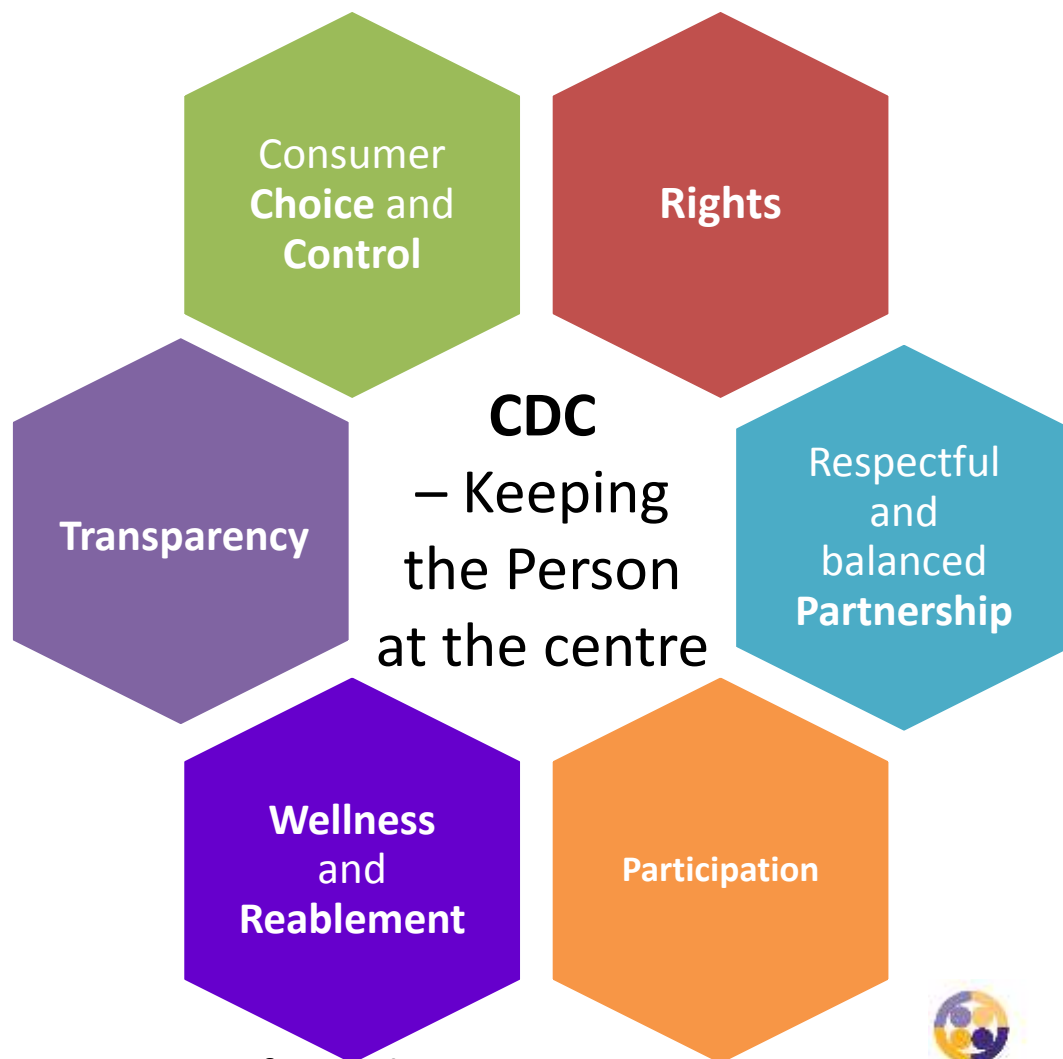 Consumer
Choice and
Control
Rights
CDC
– Keeping
the Person
at the centre
Transparency
Respectful
and
balanced
Partnership
Wellness
and
Reablement
Participation